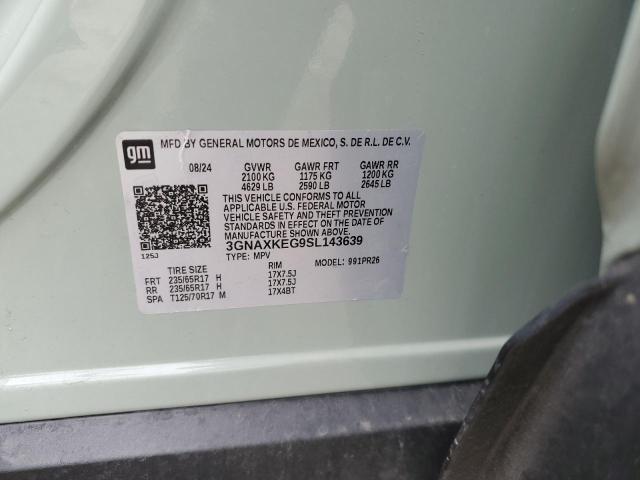 gm
MFD BY GENERAL MOTORS DE MEXICO, S. DE R.L. DE C.V.
08/24 GVWR GAWR FRT GAWR RR
2100 KG 1175 KG 1200 KG
4629 LB 2590 LB 2645 LB
THIS VEHICLE CONFORMS TO ALL
APPLICABLE U.S. FEDERAL MOTOR
VEHICLE SAFETY AND THEFT PREVENTION
STANDARDS IN EFFECT ON THE DATE OF
MANUFACTURE SHOWN ABOVE.
3GNAXKEG9SL143639
125J TYPE: MPV MODEL: 991PR26
TIRE SIZE RIM
FRT 235/65R17 H 17X7.5J
RR 235/65R17 H 17X7.5J
SPA T125/70R17 M 17X4BT